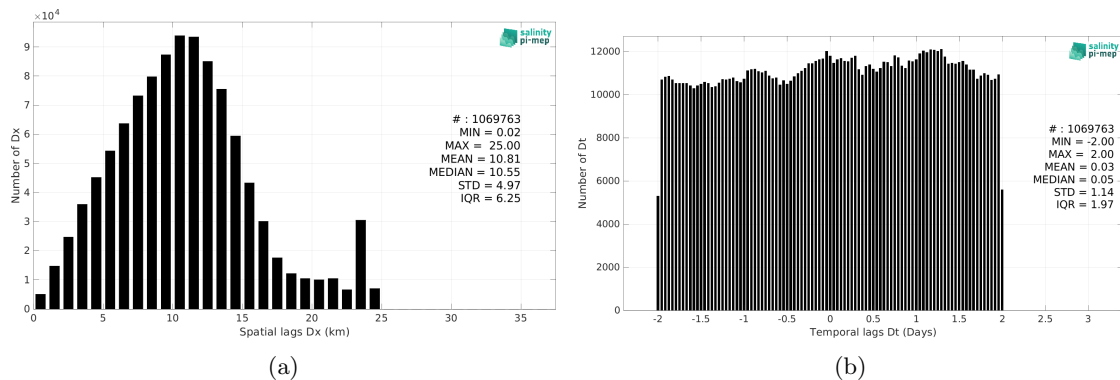 ×10⁴
9
8
7
6
5
4
3
2
1
0
Number of Dx
0 5 10 15 20 25 30 35
Spatial lags Dx (km)
salinity
pi-mep
# : 1069763
MIN = 0.02
MAX = 25.00
MEAN = 10.81
MEDIAN = 10.55
STD = 4.97
IQR = 6.25
(a)
12000
10000
8000
6000
4000
2000
0
Number of Dt
-2 -1.5 -1 -0.5 0 0.5 1 1.5 2 2.5 3
Temporal lags Dt (Days)
salinity
pi-mep
# : 1069763
MIN = -2.00
MAX = 2.00
MEAN = 0.03
MEDIAN = 0.05
STD = 1.14
IQR = 1.97
(b)